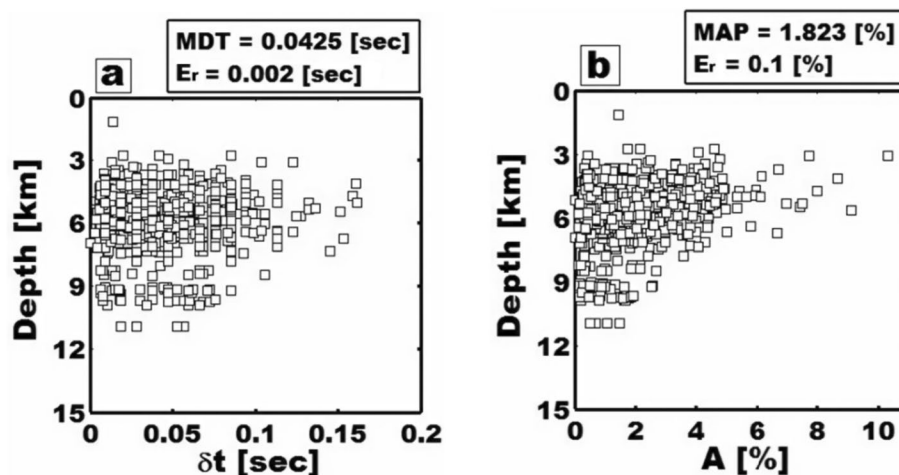 MDT = 0.0425 [sec]
Er = 0.002 [sec]
a
0
3
6
9
12
15
Depth [km]
0
0.05
0.1
0.15
0.2
δt [sec]
MAP = 1.823 [%]
Er = 0.1 [%]
b
0
3
6
9
12
15
Depth [km]
0
2
4
6
8
10
A [%]